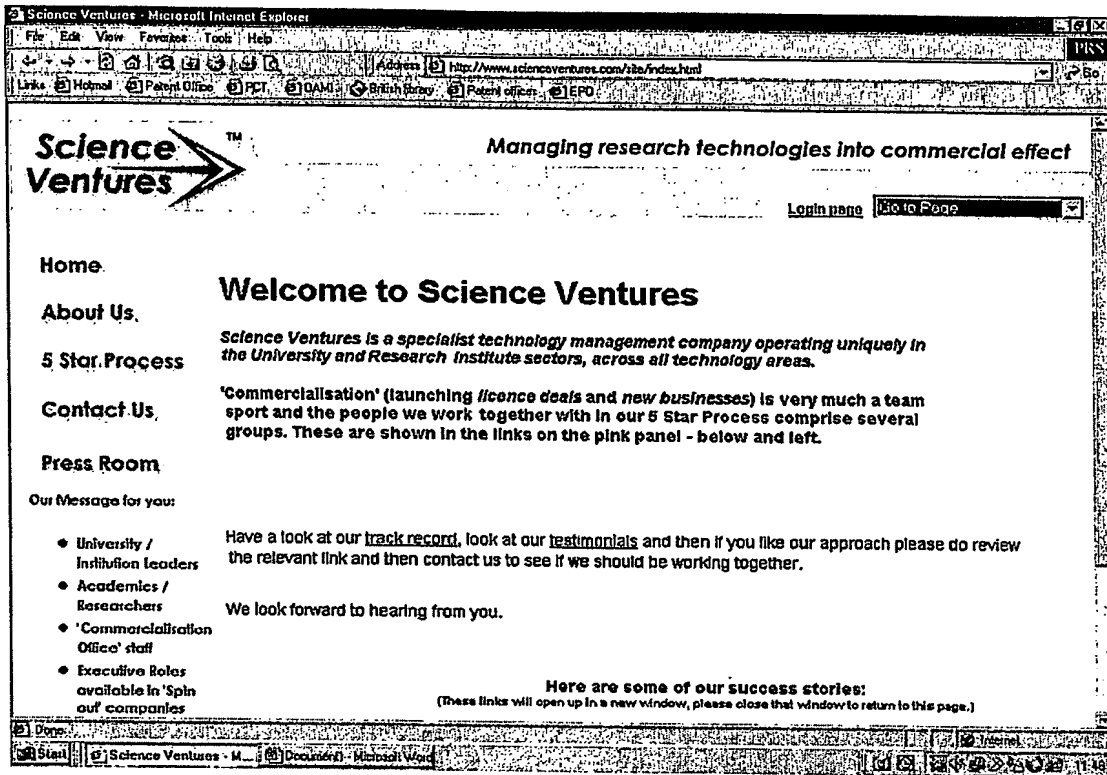 Science Ventures - Microsoft Internet Explorer
File Edit View Favorites Tools Help
PRS
Address http://www.scienceventures.com/site/index.html
Go
Links Hotmail Patent Office PCT OAMI British library Patent offices EPO
Science
Ventures
TM
Managing research technologies into commercial effect
Login page Go to Page
Home
About Us
5 Star Process
Contact Us
Press Room
Our Message for you:
University /
Institution Leaders
Academics /
Researchers
'Commercialisation
Office' staff
Executive Roles
available in 'Spin
out' companies
Welcome to Science Ventures
Science Ventures is a specialist technology management company operating uniquely in
the University and Research Institute sectors, across all technology areas.
'Commercialisation' (launching licence deals and new businesses) is very much a team
sport and the people we work together with in our 5 Star Process comprise several
groups. These are shown in the links on the pink panel - below and left.
Have a look at our track record, look at our testimonials and then if you like our approach please do review
the relevant link and then contact us to see if we should be working together.
We look forward to hearing from you.
Here are some of our success stories:
(These links will open up in a new window, please close that window to return to this page.)
Done
Internet
Start Science Ventures - M... Document1 - Microsoft Word